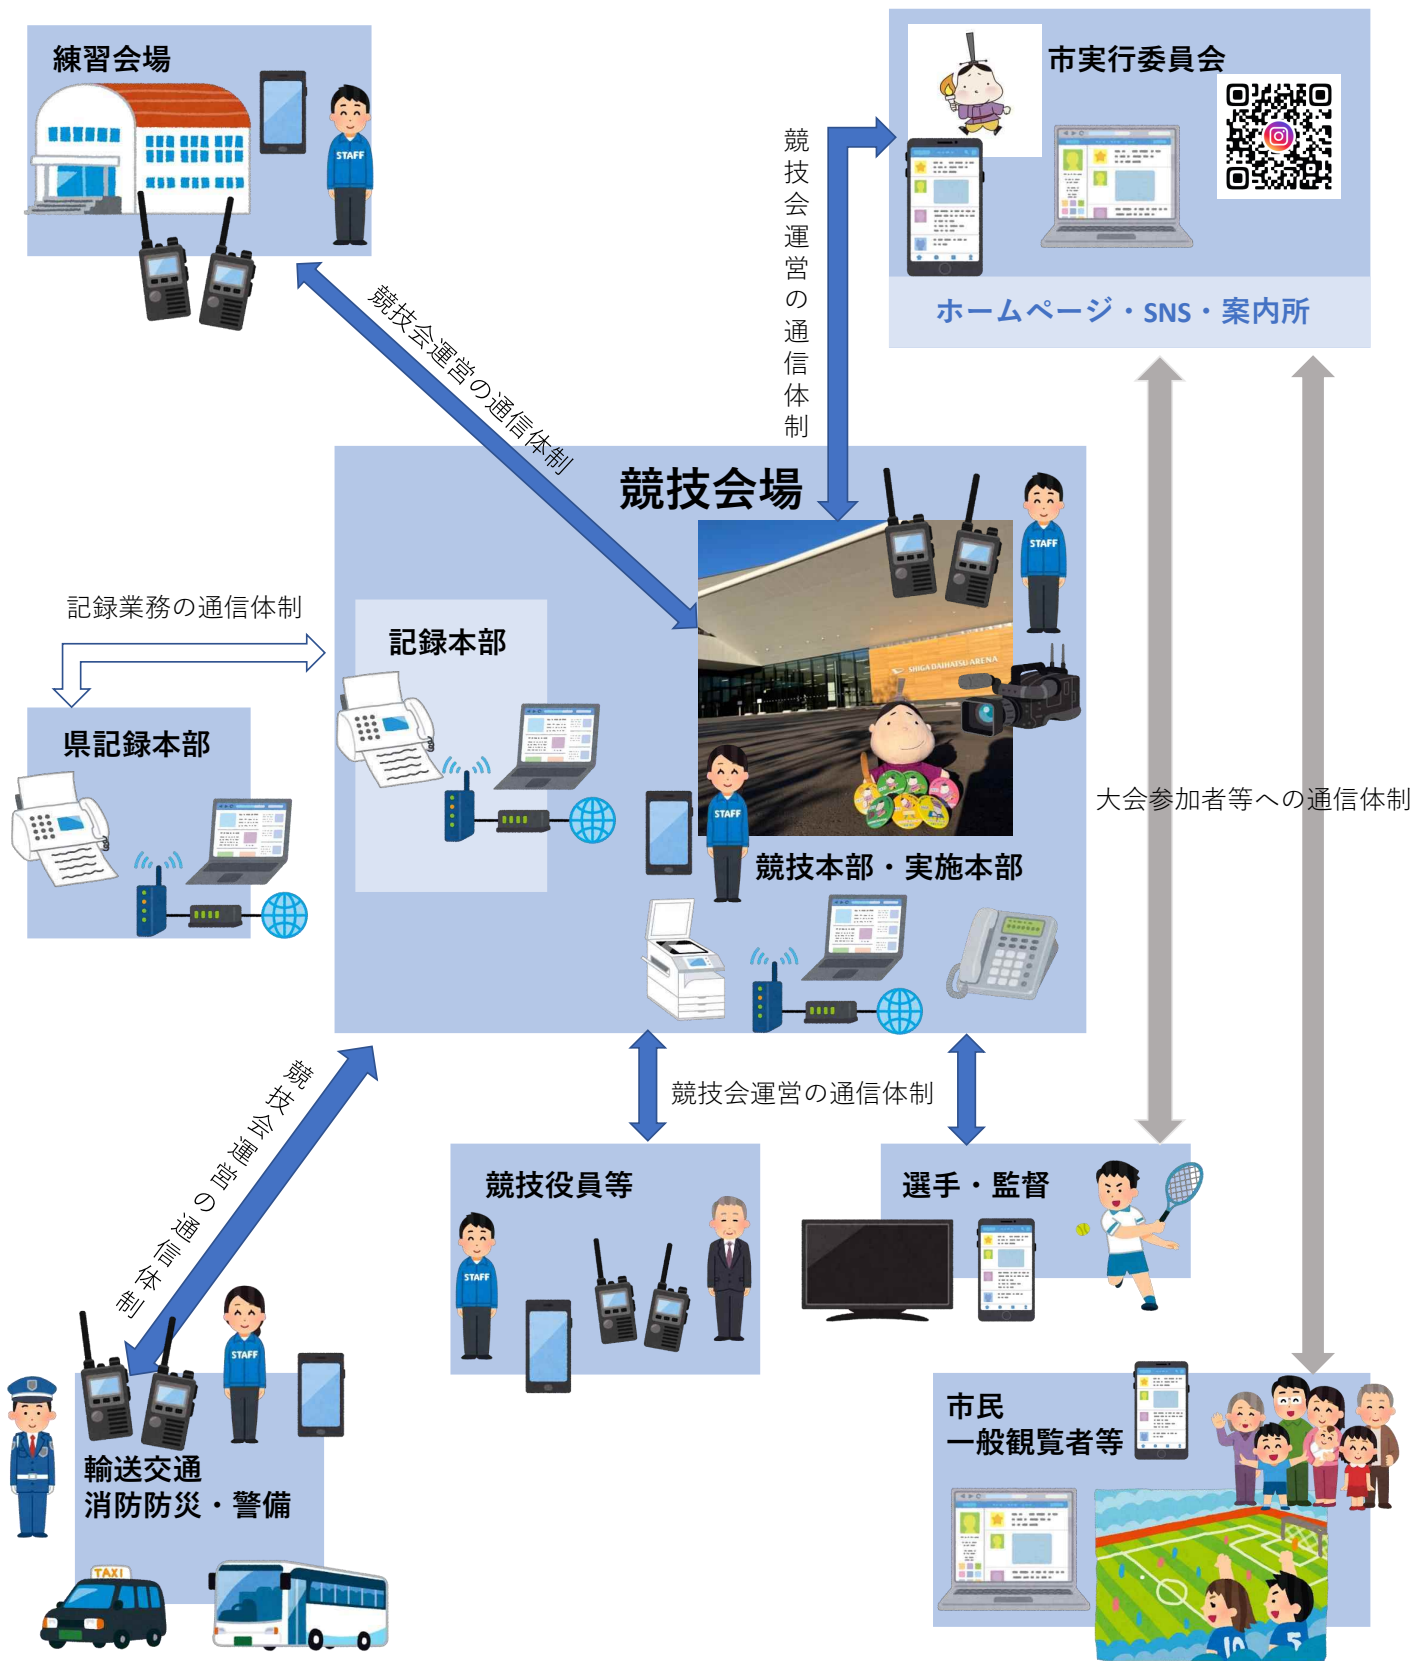 練習会場
STAFF
市実行委員会
ホームページ・SNS・案内所
競技会運営の通信体制
競技会運営の通信体制
競技会場
STAFF
SHIGA DAIHATSU ARENA
記録業務の通信体制
記録本部
県記録本部
STAFF
大会参加者等への通信体制
競技本部・実施本部
競技会運営の通信体制
競技会運営の通信体制
競技役員等
STAFF
選手・監督
STAFF
輸送交通
消防防災・警備
TAXI
市民
一般観覧者等
10
5